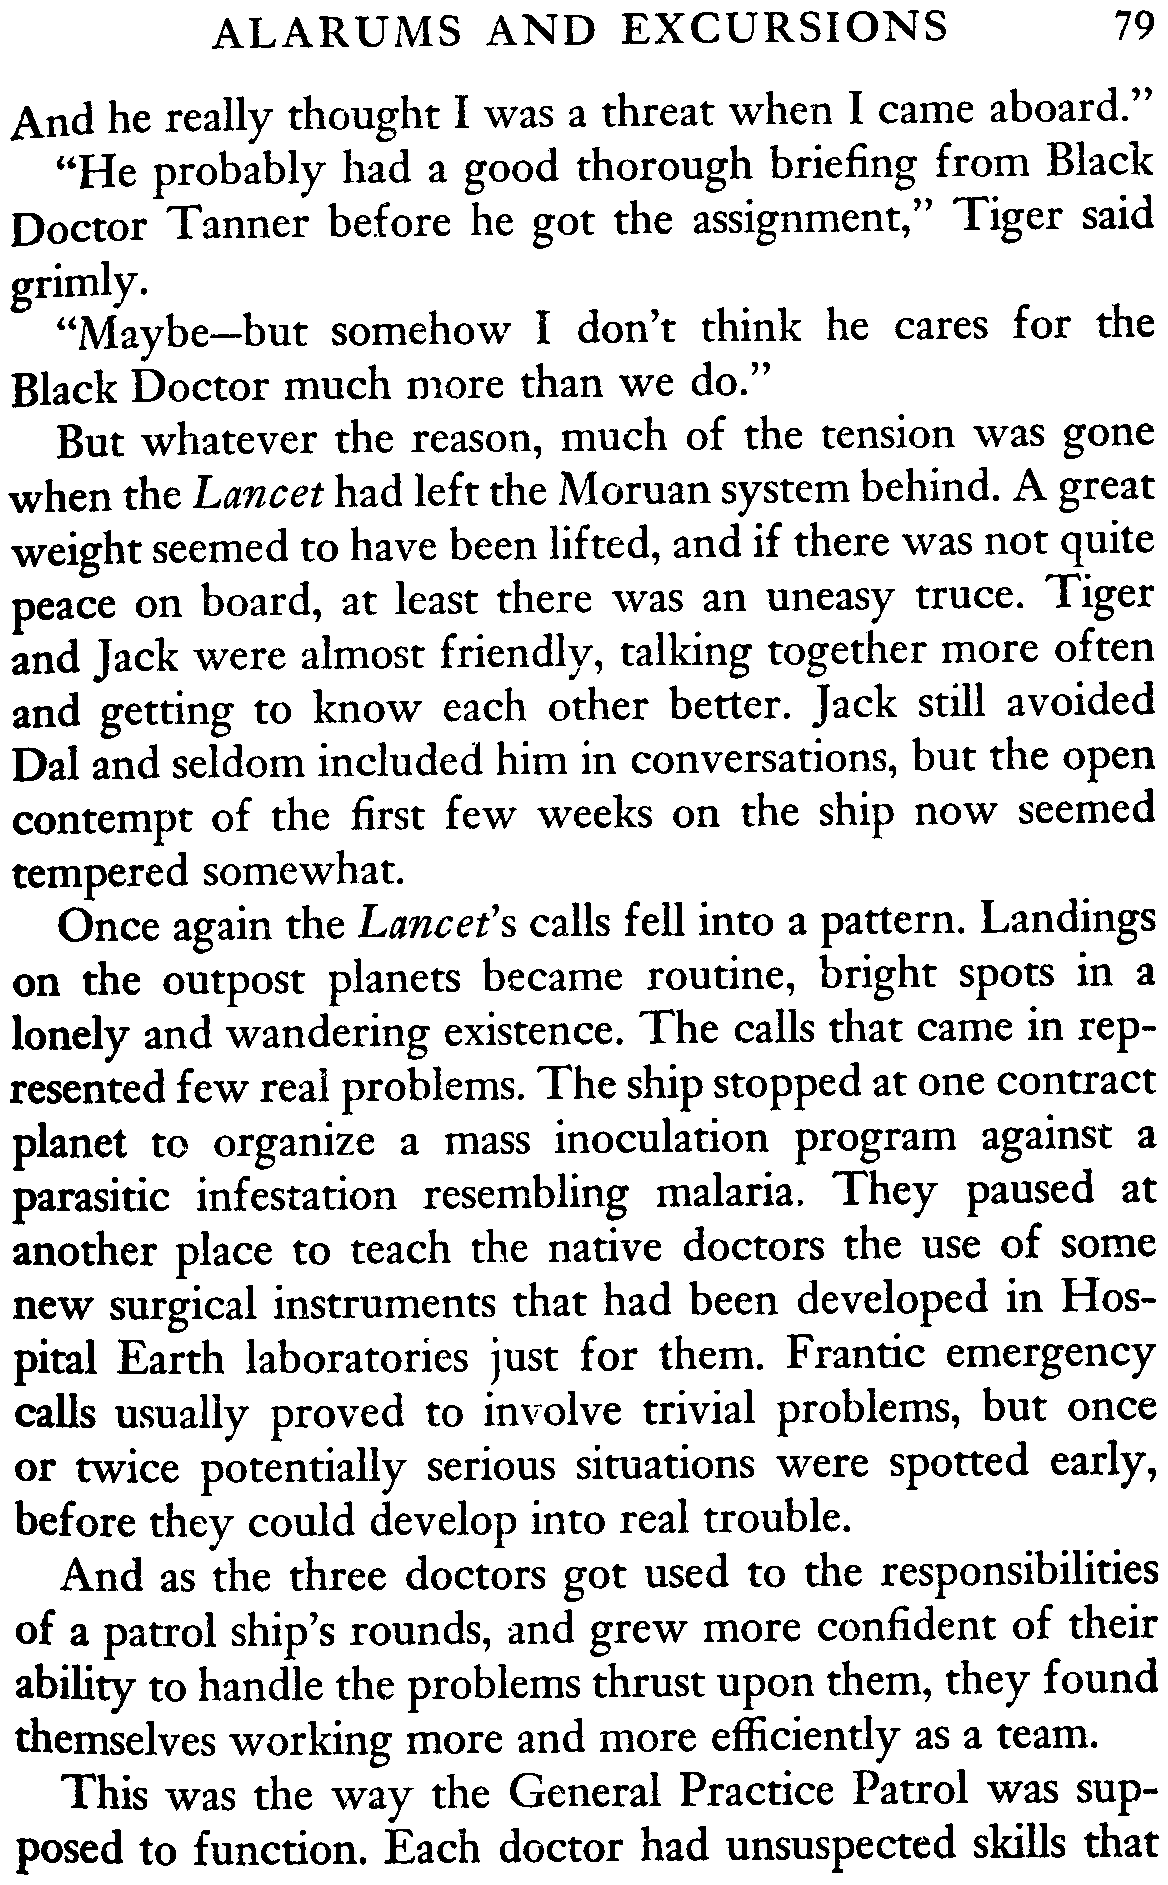 ALARUMS AND EXCURSIONS 79
And he really thought I was a threat when I came aboard.”
“He probably had a good thorough briefing from Black
Doctor Tanner before he got the assignment,” Tiger said
grimly.
“Maybe—but somehow I don’t think he cares for the
Black Doctor much more than we do.”
But whatever the reason, much of the tension was gone
when the Lancet had left the Moruan system behind. A great
weight seemed to have been lifted, and if there was not quite
peace on board, at least there was an uneasy truce. Tiger
and Jack were almost friendly, talking together more often
and getting to know each other better. Jack still avoided
Dal and seldom included him in conversations, but the open
contempt of the first few weeks on the ship now seemed
tempered somewhat.
Once again the Lancet’s calls fell into a pattern. Landings
on the outpost planets became routine, bright spots in a
lonely and wandering existence. The calls that came in rep-
resented few real problems. The ship stopped at one contract
planet to organize a mass inoculation program against a
parasitic infestation resembling malaria. They paused at
another place to teach the native doctors the use of some
new surgical instruments that had been developed in Hos-
pital Earth laboratories just for them. Frantic emergency
calls usually proved to involve trivial problems, but once
or twice potentially serious situations were spotted early,
before they could develop into real trouble.
And as the three doctors got used to the responsibilities
of a patrol ship’s rounds, and grew more confident of their
ability to handle the problems thrust upon them, they found
themselves working more and more efficiently as a team.
This was the way the General Practice Patrol was sup-
posed to function. Each doctor had unsuspected skills that